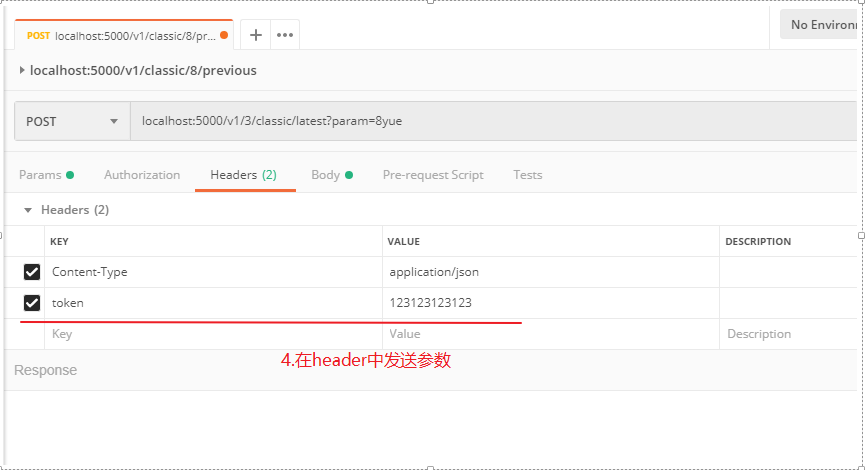 POST localhost:5000/v1/classic/8/pr...
No Environ
localhost:5000/v1/classic/8/previous
POST localhost:5000/v1/3/classic/latest?param=8yue
Params Authorization Headers (2) Body Pre-request Script Tests
Headers (2)
KEY VALUE DESCRIPTION
Content-Type application/json
token 123123123123
Key Value Description
4.在header中发送参数
Response